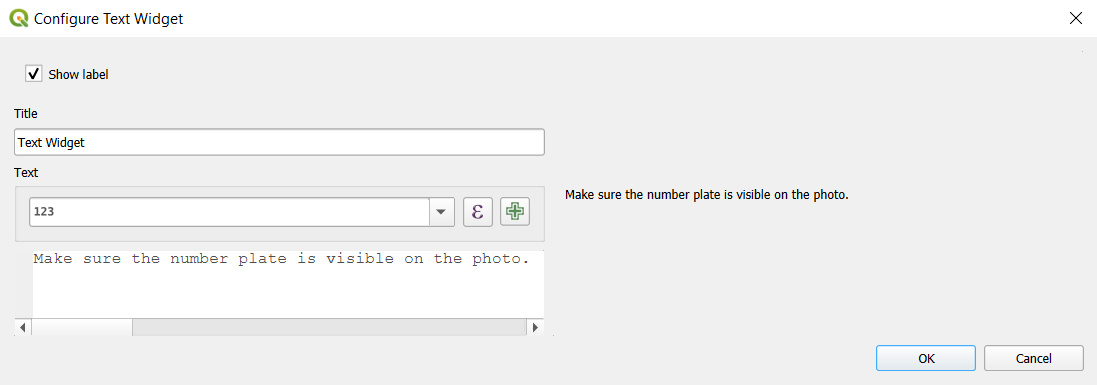 Configure Text Widget
Show label
Title
Text Widget
Text
123
ε
Make sure the number plate is visible on the photo.
Make sure the number plate is visible on the photo.
OK
Cancel